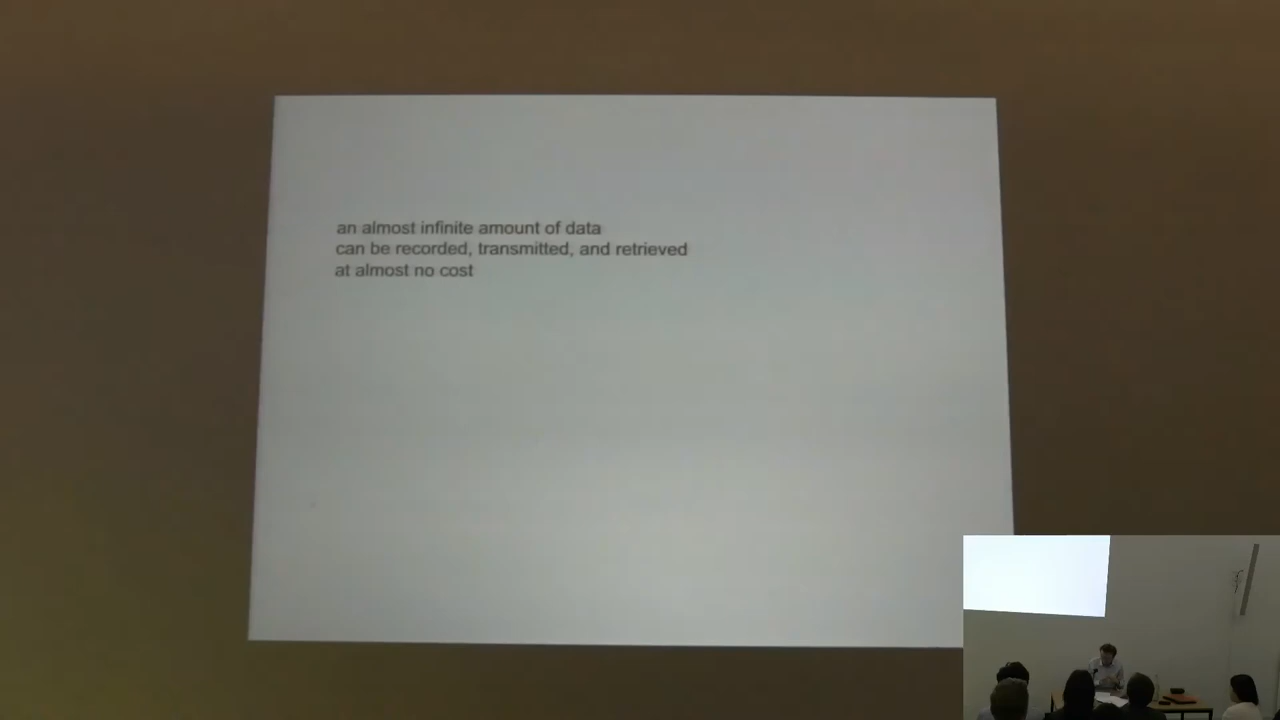 an almost infinite amount of data
can be recorded, transmitted, and retrieved
at almost no cost